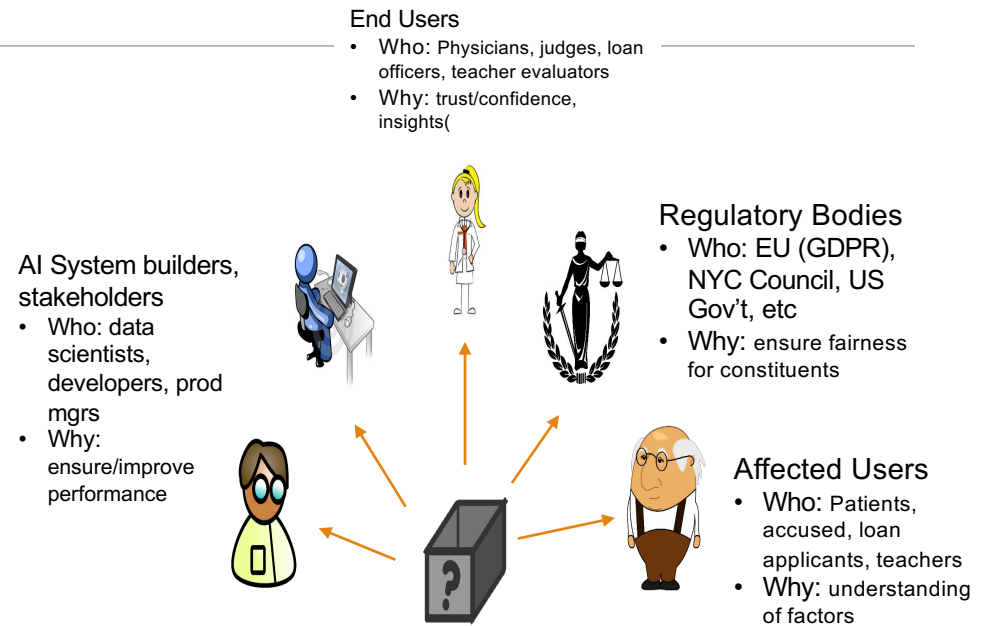 End Users
• Who: Physicians, judges, loan
officers, teacher evaluators
• Why: trust/confidence,
insights(
Regulatory Bodies
• Who: EU (GDPR),
NYC Council, US
Gov’t, etc
• Why: ensure fairness
for constituents
AI System builders,
stakeholders
• Who: data
scientists,
developers, prod
mgrs
• Why:
ensure/improve
performance
Affected Users
• Who: Patients,
accused, loan
applicants, teachers
• Why: understanding
of factors
?